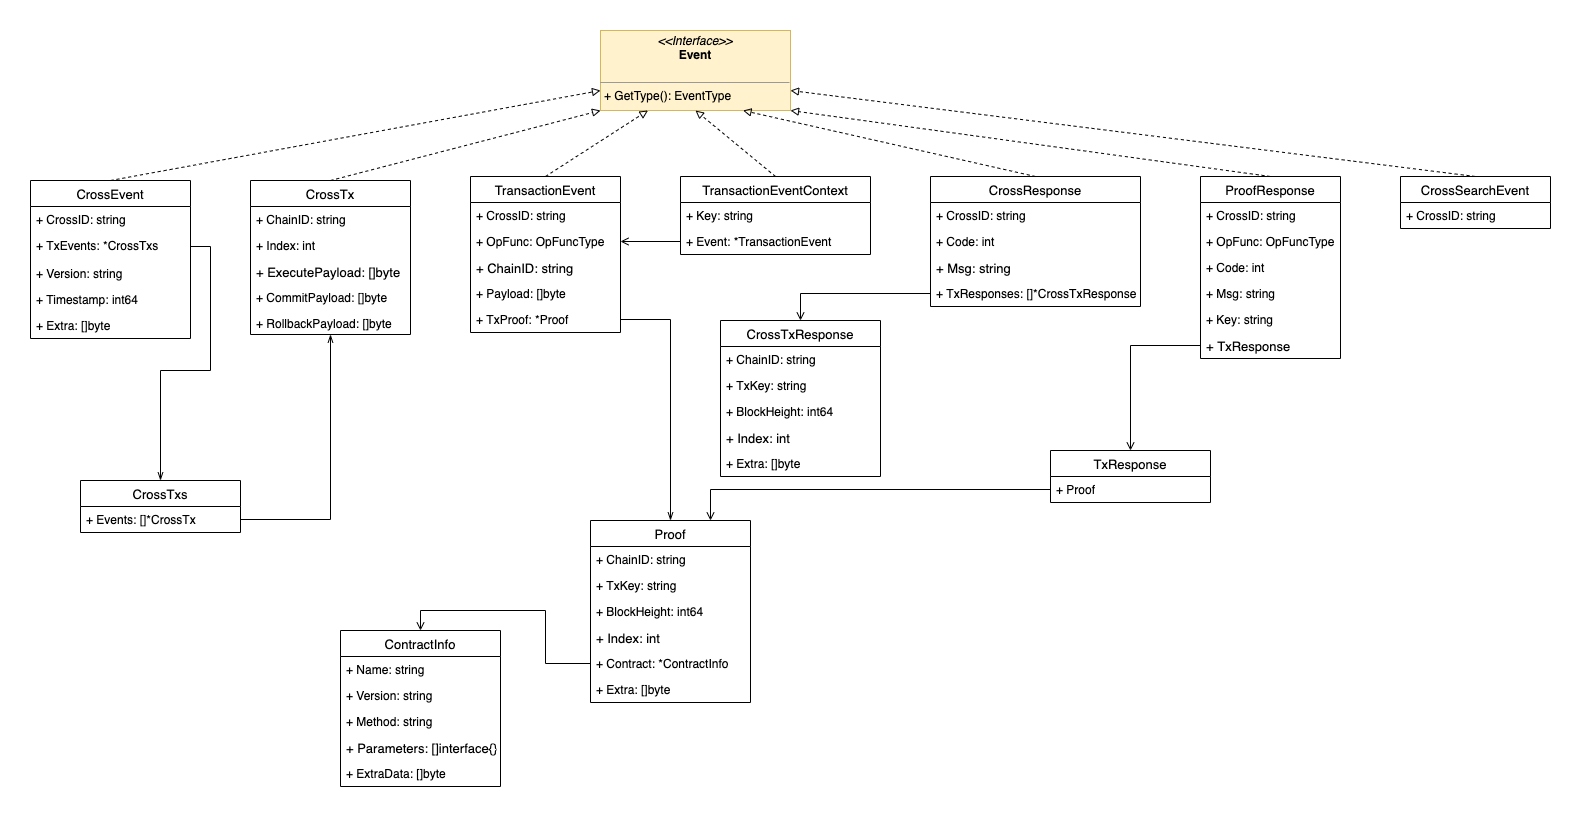 <<Interface>>
Event
+ GetType(): EventType
CrossEvent
+ CrossID: string
+ TxEvents: *CrossTxs
+ Version: string
+ Timestamp: int64
+ Extra: []byte
CrossTx
+ ChainID: string
+ Index: int
+ ExecutePayload: []byte
+ CommitPayload: []byte
+ RollbackPayload: []byte
TransactionEvent
+ CrossID: string
+ OpFunc: OpFuncType
+ ChainID: string
+ Payload: []byte
+ TxProof: *Proof
TransactionEventContext
+ Key: string
+ Event: *TransactionEvent
CrossResponse
+ CrossID: string
+ Code: int
+ Msg: string
+ TxResponses: []*CrossTxResponse
ProofResponse
+ CrossID: string
+ OpFunc: OpFuncType
+ Code: int
+ Msg: string
+ Key: string
+ TxResponse
CrossSearchEvent
+ CrossID: string
CrossTxResponse
+ ChainID: string
+ TxKey: string
+ BlockHeight: int64
+ Index: int
+ Extra: []byte
TxResponse
+ Proof
CrossTxs
+ Events: []*CrossTx
Proof
+ ChainID: string
+ TxKey: string
+ BlockHeight: int64
+ Index: int
+ Contract: *ContractInfo
+ Extra: []byte
ContractInfo
+ Name: string
+ Version: string
+ Method: string
+ Parameters: []interface{}
+ ExtraData: []byte